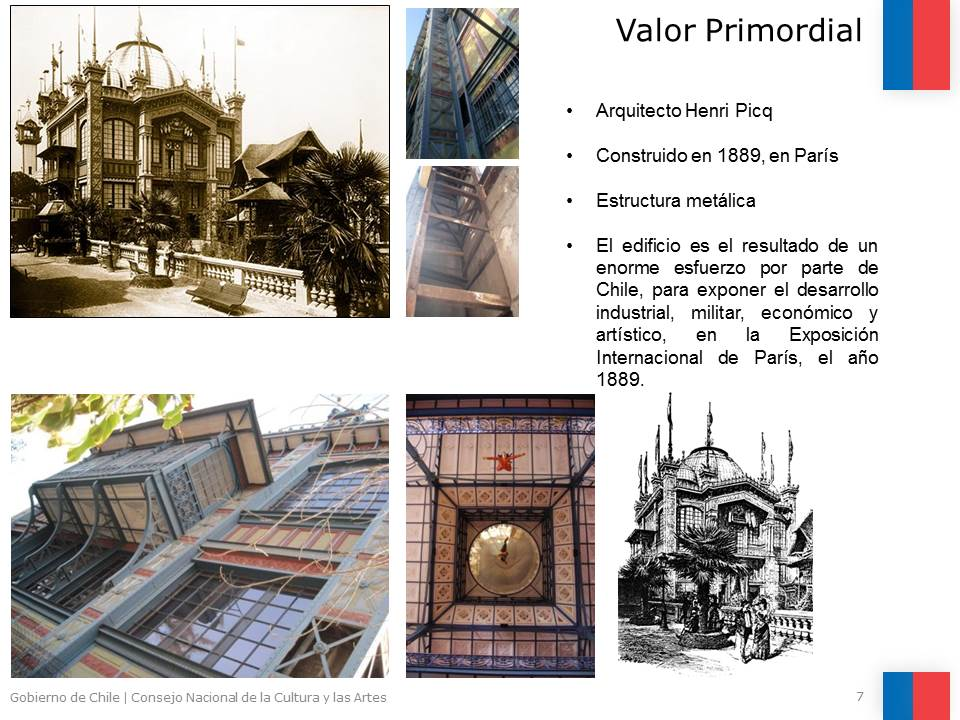 Valor Primordial
• Arquitecto Henri Picq
• Construido en 1889, en París
• Estructura metálica
• El edificio es el resultado de un
enorme esfuerzo por parte de
Chile, para exponer el desarrollo
industrial, militar, económico y
artístico, en la Exposición
Internacional de París, el año
1889.
Gobierno de Chile | Consejo Nacional de la Cultura y las Artes
7